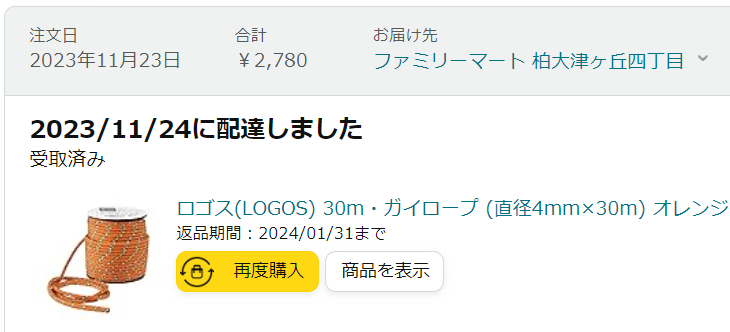 注文日 合計 お届け先
2023年11月23日 ￥2,780 ファミリーマート 柏大津ヶ丘四丁目
2023/11/24に配達しました
受取済み
ロゴス(LOGOS) 30m・ガイロープ (直径4mm×30m) オレンジ
返品期間：2024/01/31まで
再度購入 商品を表示